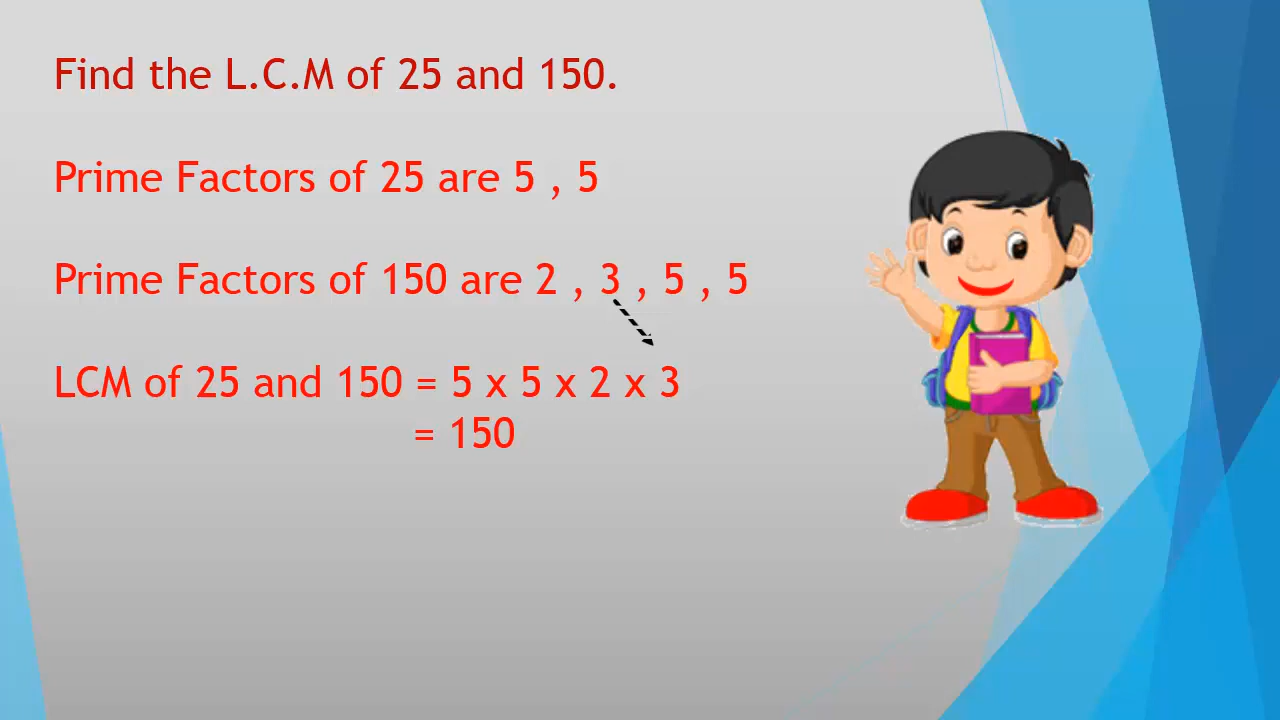 Find the L.C.M of 25 and 150.
Prime Factors of 25 are 5 , 5
Prime Factors of 150 are 2 , 3 , 5 , 5
LCM of 25 and 150 = 5 x 5 x 2 x 3
= 150